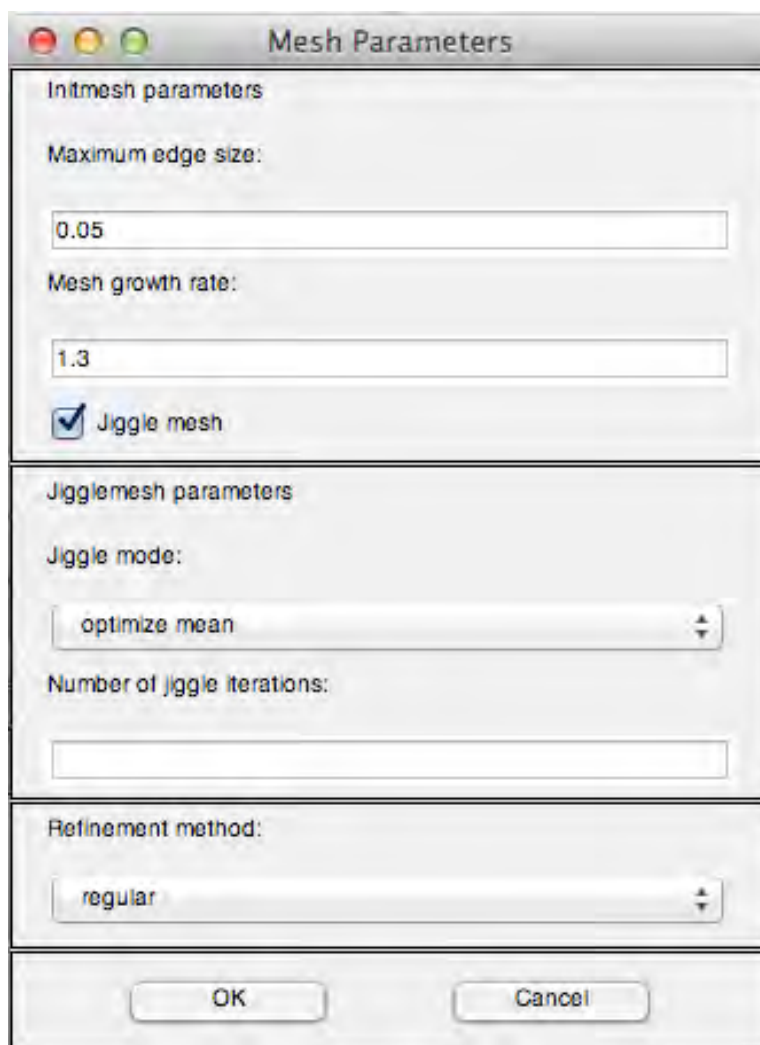 Mesh Parameters
Initmesh parameters
Maximum edge size:
0.05
Mesh growth rate:
1.3
Jiggle mesh
Jigglemesh parameters
Jiggle mode:
optimize mean
Number of jiggle iterations:
Refinement method:
regular
OK Cancel